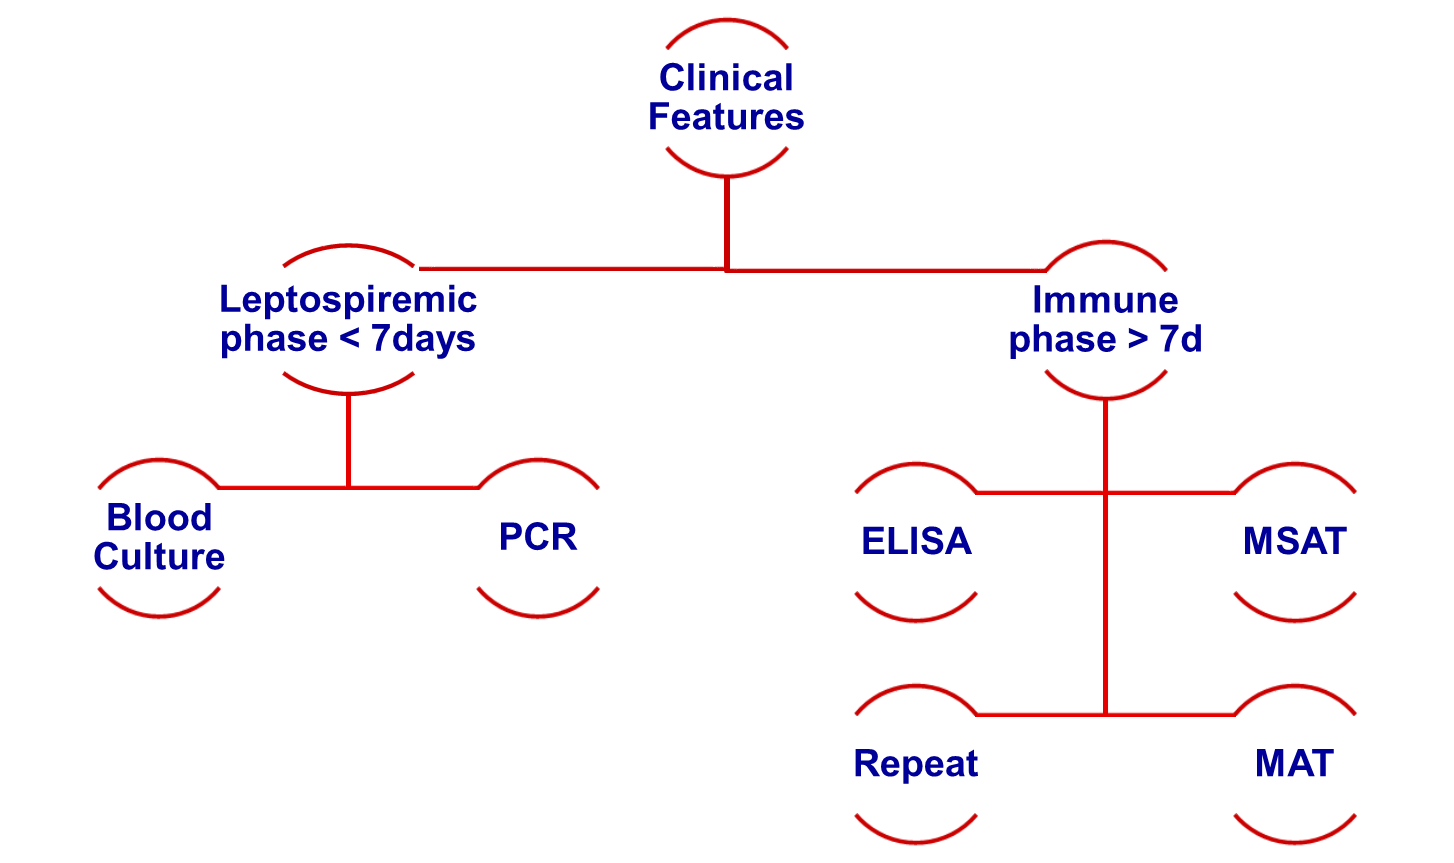 Clinical
Features
Leptospiremic
phase < 7days
Immune
phase > 7d
Blood
Culture
PCR
ELISA
MSAT
Repeat
MAT